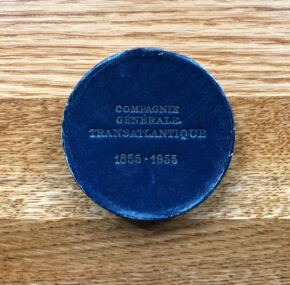 COMPAGNIE
GÉNÉRALE.
TRANSATLANTIQUE
1855 · 1955